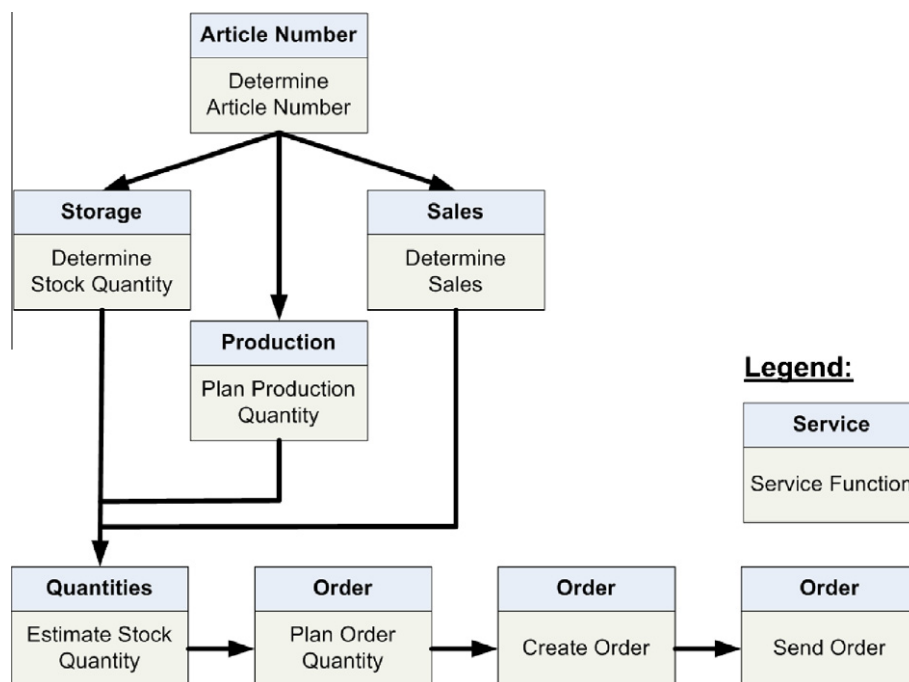 Article Number
Determine
Article Number
Storage
Determine
Stock Quantity
Sales
Determine
Sales
Production
Plan Production
Quantity
Legend:
Service
Service Function
Quantities
Estimate Stock
Quantity
Order
Plan Order
Quantity
Order
Create Order
Order
Send Order